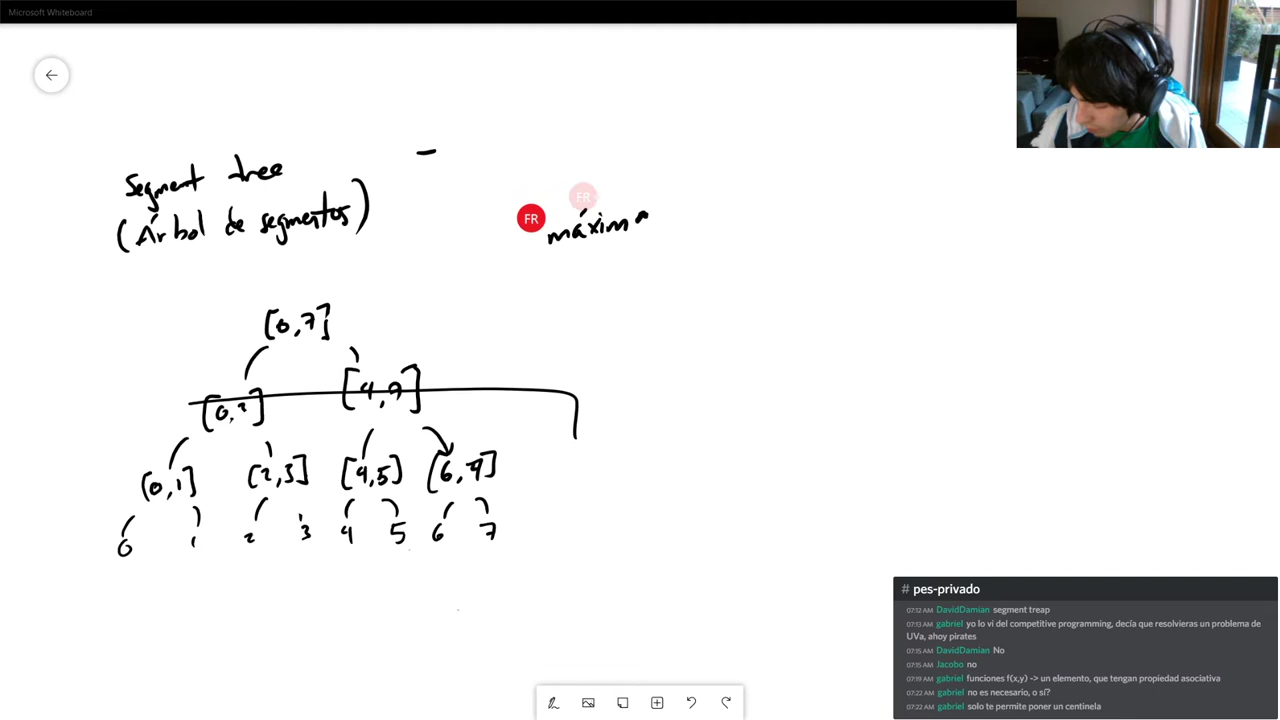 Microsoft Whiteboard
Segment tree
(Árbol de segmentos)
FR
FR
máxim
[0,7]
[0,3] [4,7]
[0,1] [2,3] [4,5] [6,7]
0 1 2 3 4 5 6 7
# pes-privado
07:12 AM DavidDamian segment treap
07:13 AM gabriel yo lo vi del competitive programming, decía que resolvieras un problema de
UVa, ahoy pirates
07:15 AM DavidDamian No
07:15 AM Jacobo no
07:19 AM gabriel funciones f(x,y) -> un elemento, que tengan propiedad asociativa
07:22 AM gabriel no es necesario, o sí?
07:22 AM gabriel solo te permite poner un centinela